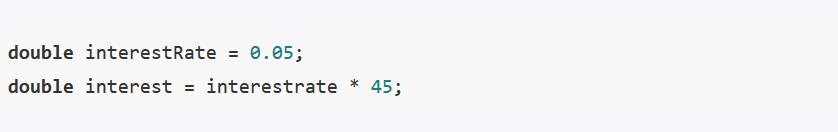 double interestRate = 0.05;
double interest = interestrate * 45;